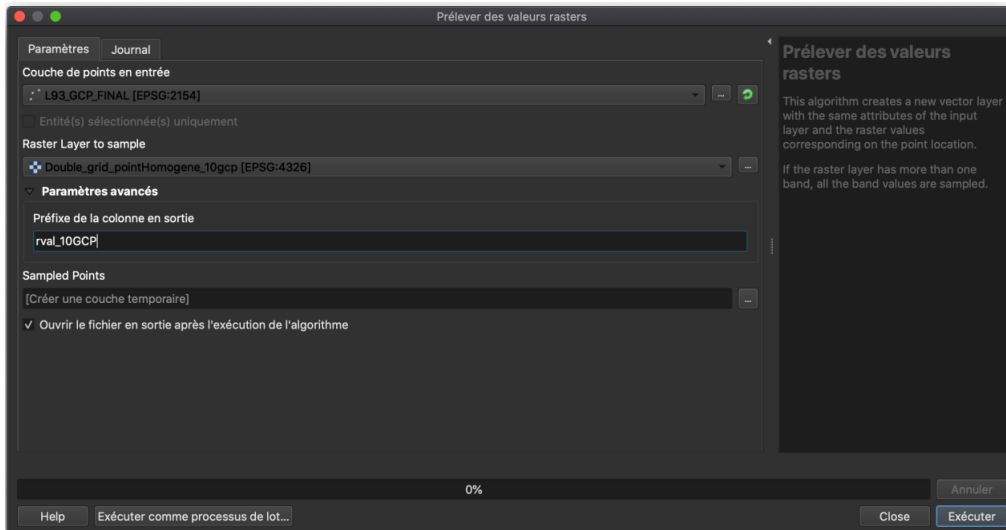 Prélever des valeurs rasters
Paramètres Journal
Couche de points en entrée
L93_GCP_FINAL [EPSG:2154]
...
Entité(s) sélectionnée(s) uniquement
Raster Layer to sample
Double_grid_pointHomogene_10gcp [EPSG:4326]
...
Paramètres avancés
Préfixe de la colonne en sortie
rval_10GCP
Sampled Points
[Créer une couche temporaire]
...
Ouvrir le fichier en sortie après l'exécution de l'algorithme
Prélever des valeurs
rasters
This algorithm creates a new vector layer
with the same attributes of the input
layer and the raster values
corresponding on the point location.
If the raster layer has more than one
band, all the band values are sampled.
0%
Annuler
Help Exécuter comme processus de lot... Close Exécuter